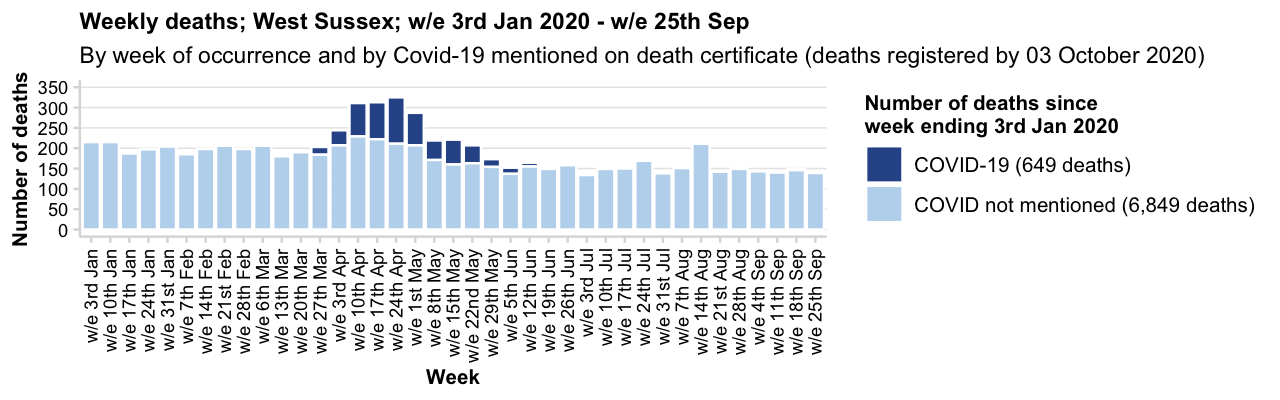 Weekly deaths; West Sussex; w/e 3rd Jan 2020 - w/e 25th Sep
By week of occurrence and by Covid-19 mentioned on death certificate (deaths registered by 03 October 2020)
Number of deaths
350
300
250
200
150
100
50
0
w/e 3rd Jan
w/e 10th Jan
w/e 17th Jan
w/e 24th Jan
w/e 31st Jan
w/e 7th Feb
w/e 14th Feb
w/e 21st Feb
w/e 28th Feb
w/e 6th Mar
w/e 13th Mar
w/e 20th Mar
w/e 27th Mar
w/e 3rd Apr
w/e 10th Apr
w/e 17th Apr
w/e 24th Apr
w/e 1st May
w/e 8th May
w/e 15th May
w/e 22nd May
w/e 29th May
w/e 5th Jun
w/e 12th Jun
w/e 19th Jun
w/e 26th Jun
w/e 3rd Jul
w/e 10th Jul
w/e 17th Jul
w/e 24th Jul
w/e 31st Jul
w/e 7th Aug
w/e 14th Aug
w/e 21st Aug
w/e 28th Aug
w/e 4th Sep
w/e 11th Sep
w/e 18th Sep
w/e 25th Sep
Week
Number of deaths since
week ending 3rd Jan 2020
COVID-19 (649 deaths)
COVID not mentioned (6,849 deaths)